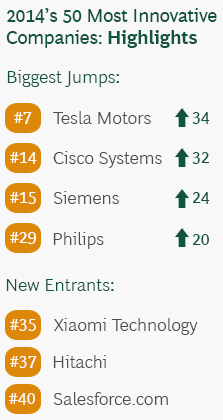 2014's 50 Most Innovative
Companies: Highlights
Biggest Jumps:
#7 Tesla Motors 34
#14 Cisco Systems 32
#15 Siemens 24
#29 Philips 20
New Entrants:
#35 Xiaomi Technology
#37 Hitachi
#40 Salesforce.com